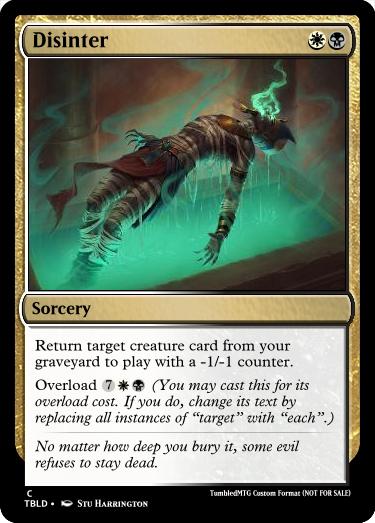 Disinter
Sorcery
Return target creature card from your
graveyard to play with a -1/-1 counter.
Overload 7 (You may cast this for its
overload cost. If you do, change its text by
replacing all instances of “target” with “each”.)
No matter how deep you bury it, some evil
refuses to stay dead.
C
TBLD • Stu Harrington
TumbledMTG Custom Format (NOT FOR SALE)